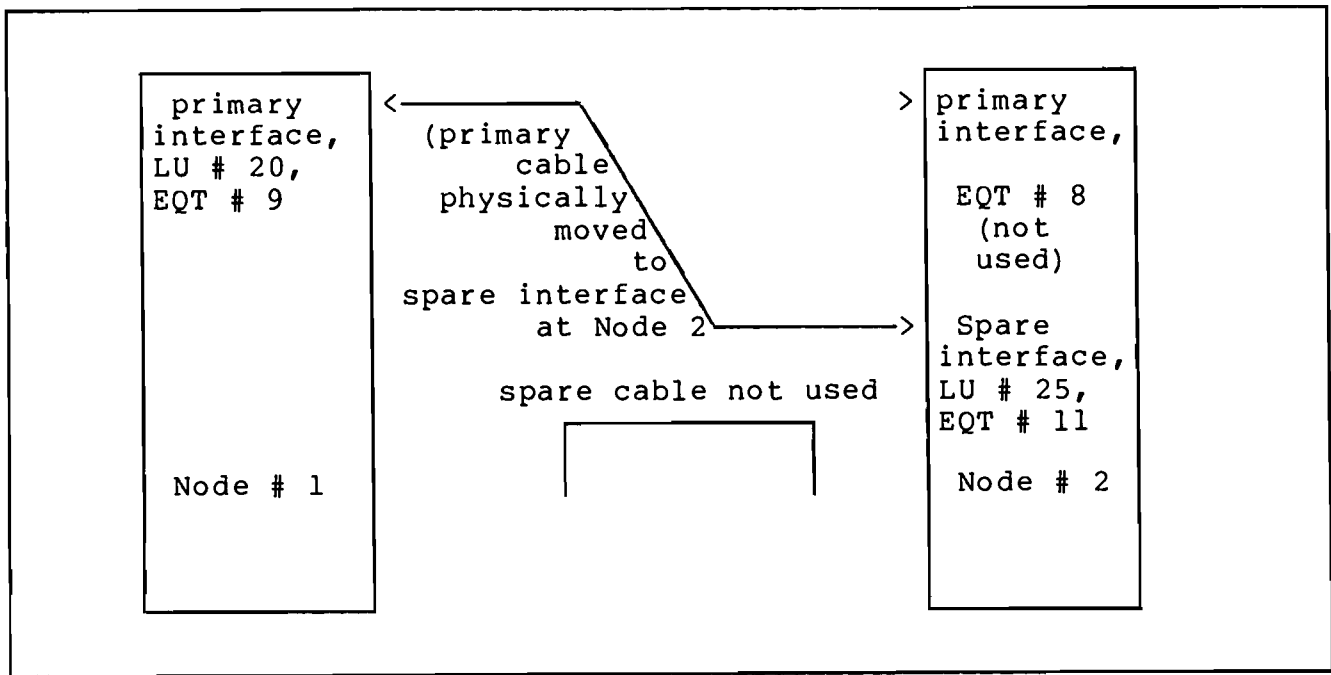 primary
interface,
LU # 20,
EQT # 9
Node # 1
<
(primary
cable
physically
moved
to
spare interface
at Node 2
>
spare cable not used
>
primary
interface,
EQT # 8
(not
used)
Spare
interface,
LU # 25,
EQT # 11
Node # 2